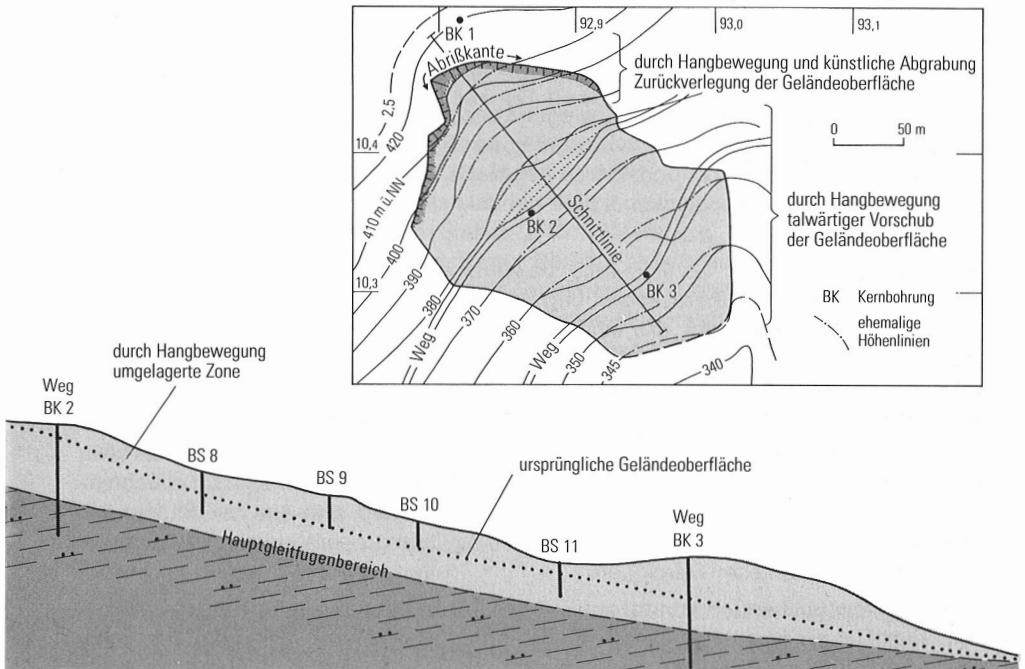 92,9
93,0
93,1
BK 1
Abrißkante
durch Hangbewegung und künstliche Abgrabung
Zurückverlegung der Geländeoberfläche
2,5
420
10,4
0 50 m
410 m ü.NN
Schnittlinie
durch Hangbewegung
talwärtiger Vorschub
der Geländeoberfläche
BK 2
400
390
10,3
BK 3
380
370
360
350
345
340
Weg
Weg
BK Kernbohrung
ehemalige
Höhenlinien
durch Hangbewegung
umgelagerte Zone
Weg
BK 2
BS 8
BS 9
BS 10
ursprüngliche Geländeoberfläche
BS 11
Weg
BK 3
Hauptgleitfugenbereich